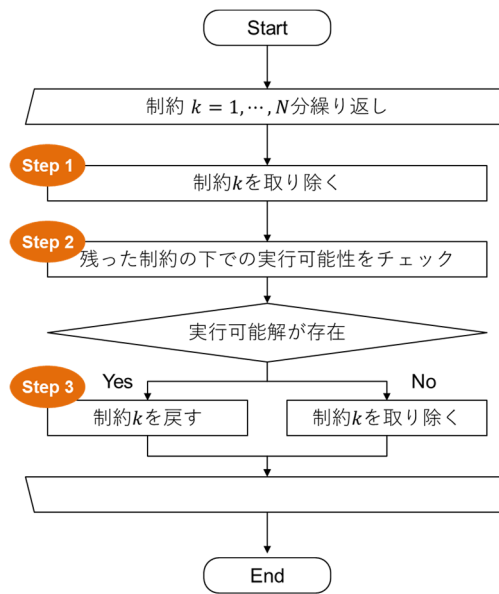 Start
制約 k = 1, ⋯, N分繰り返し
Step 1
制約kを取り除く
Step 2
残った制約の下での実行可能性をチェック
実行可能解が存在
Step 3
Yes
No
制約kを戻す
制約kを取り除く
End